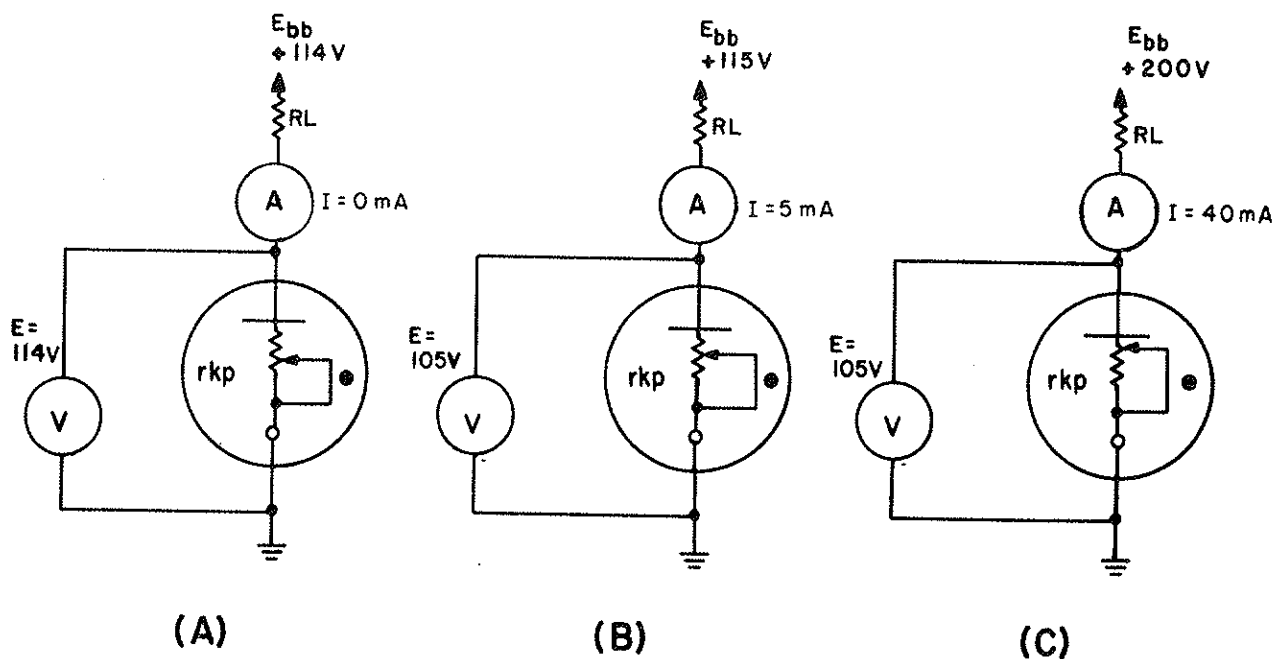 Ebb
+114V
RL
A
I = 0 mA
E =
114V
rkp
V
(A)
Ebb
+115V
RL
A
I = 5 mA
E =
105V
rkp
V
(B)
Ebb
+200V
RL
A
I = 40 mA
E =
105V
rkp
V
(C)